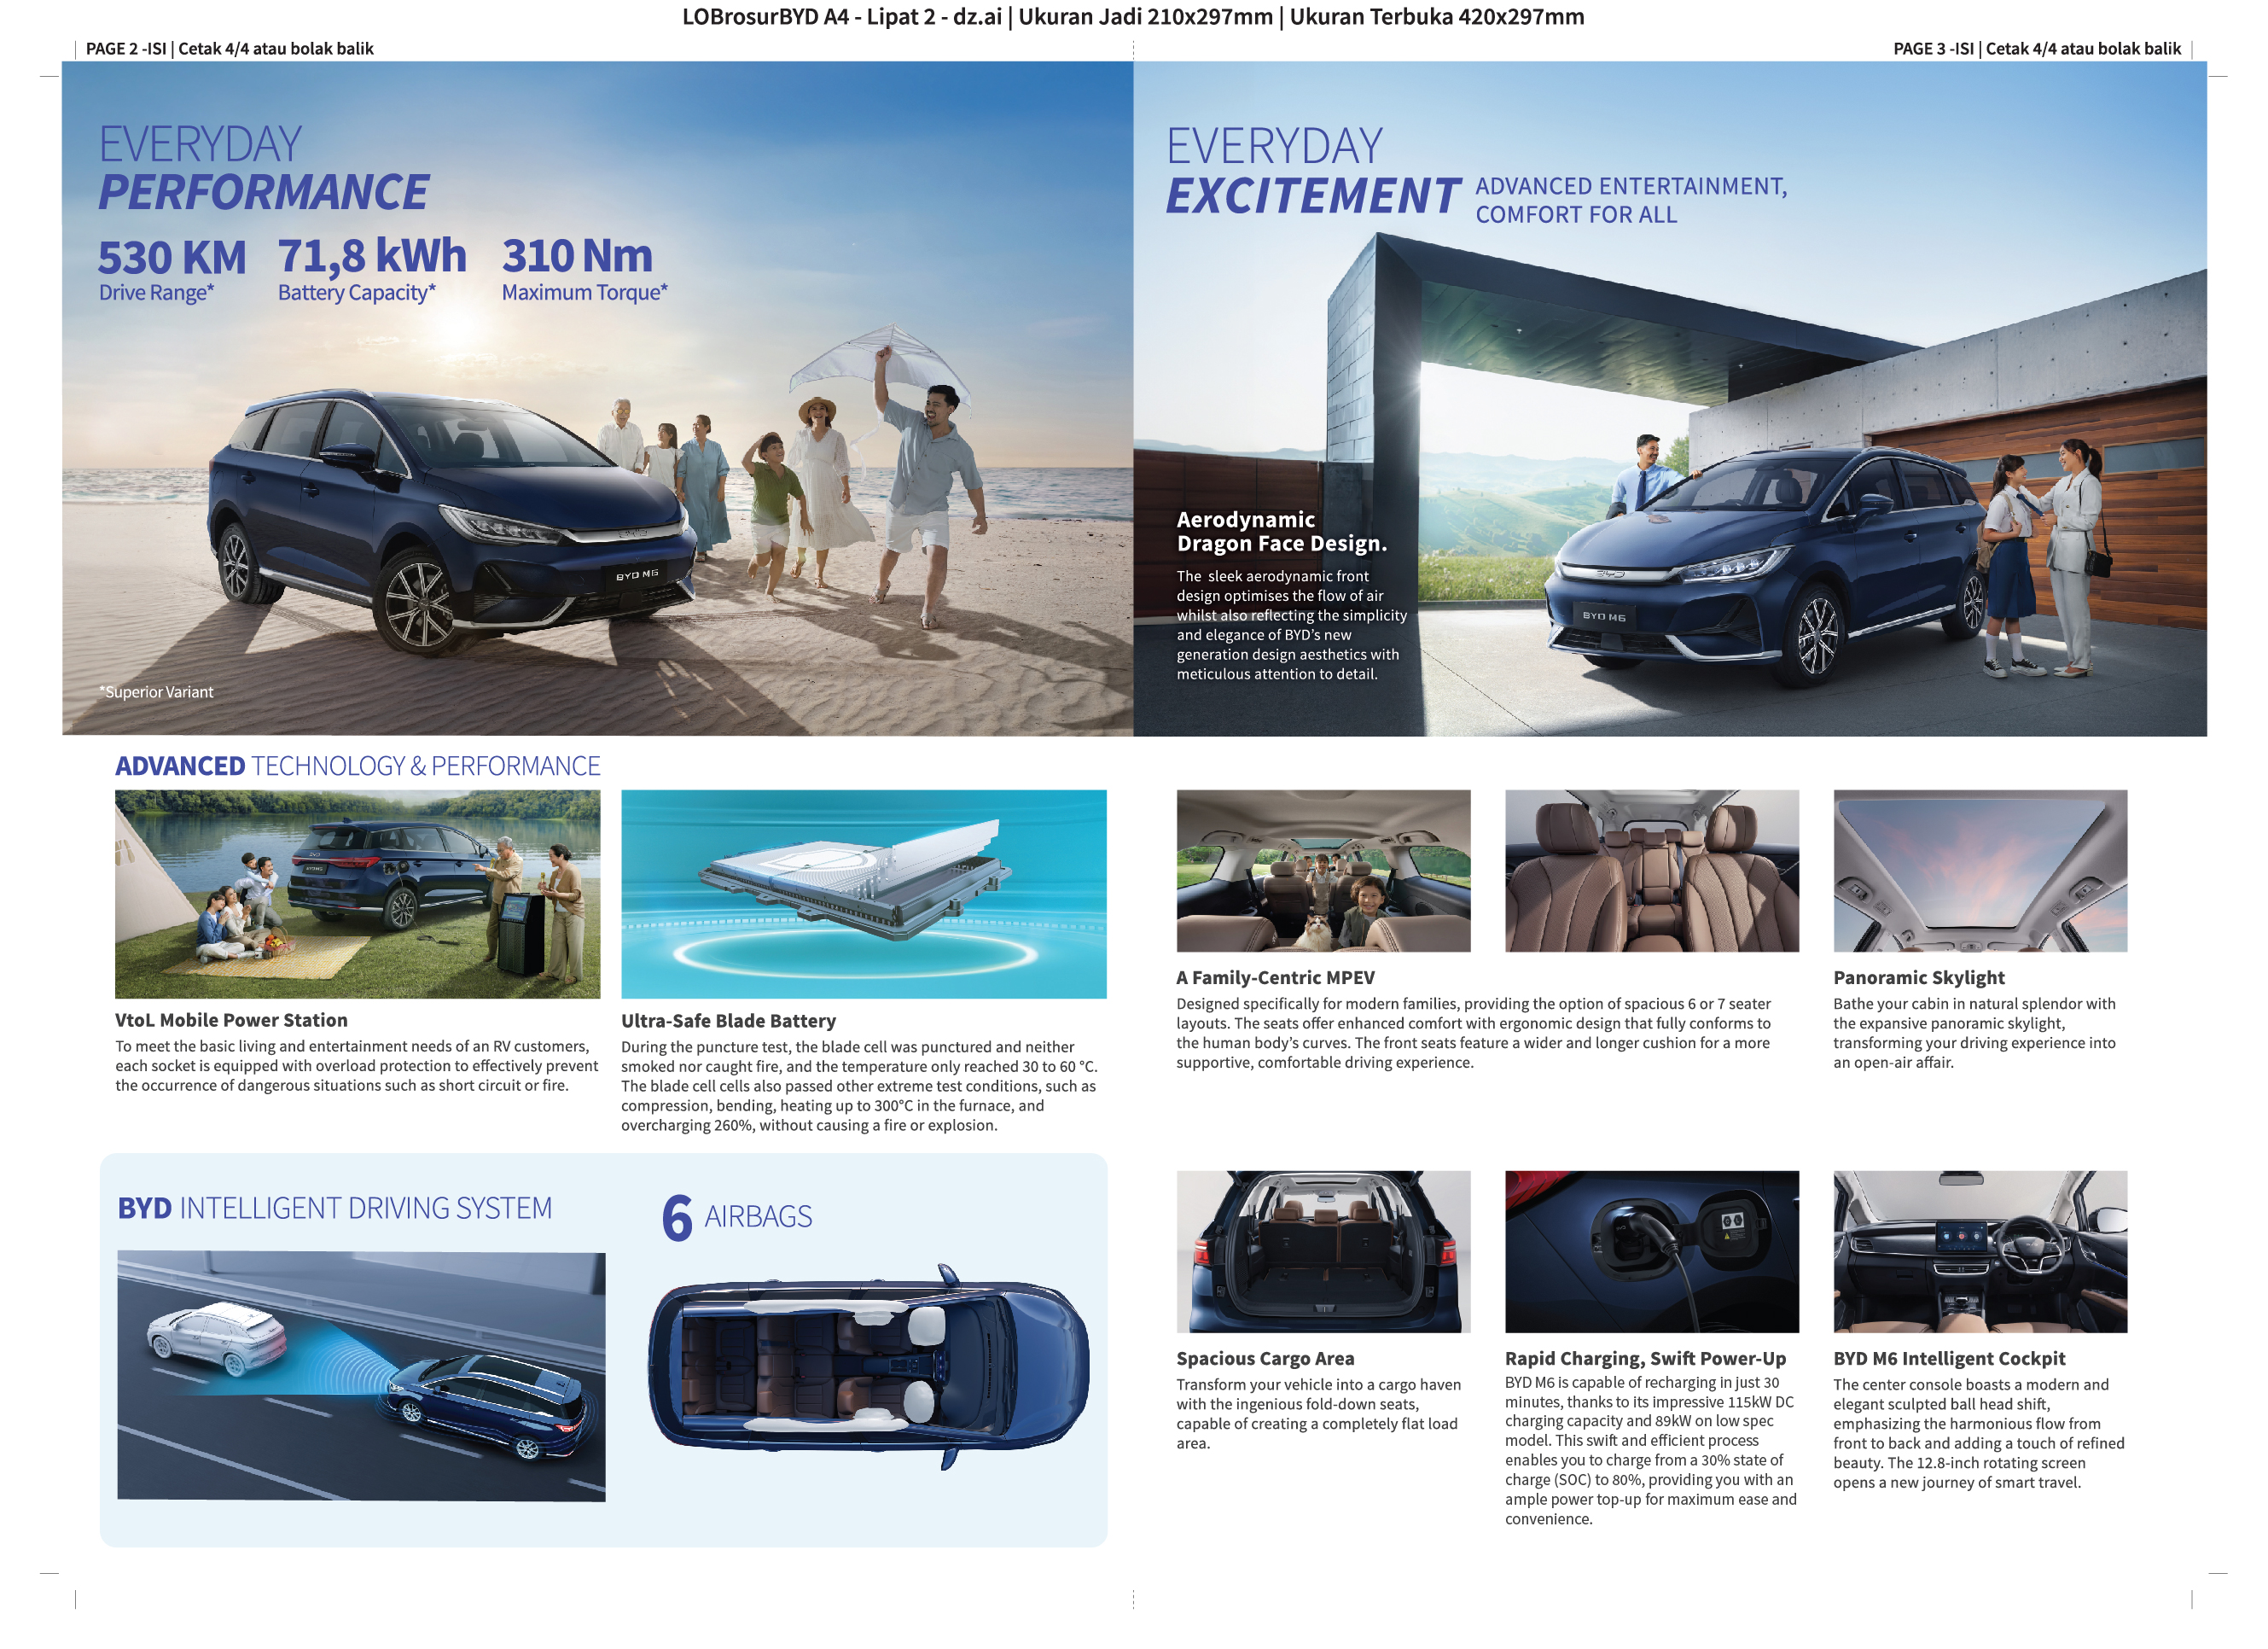 LOBrosurBYD A4 - Lipat 2 - dz.ai | Ukuran Jadi 210x297mm | Ukuran Terbuka 420x297mm
PAGE 2 -ISI | Cetak 4/4 atau bolak balik
PAGE 3 -ISI | Cetak 4/4 atau bolak balik
EVERYDAY
PERFORMANCE
530 KM
Drive Range*
71,8 kWh
Battery Capacity*
310 Nm
Maximum Torque*
BYD M6
*Superior Variant
EVERYDAY
EXCITEMENT
ADVANCED ENTERTAINMENT,
COMFORT FOR ALL
Aerodynamic
Dragon Face Design.
The  sleek aerodynamic front
design optimises the flow of air
whilst also reflecting the simplicity
and elegance of BYD's new
generation design aesthetics with
meticulous attention to detail.
BYD M6
ADVANCED TECHNOLOGY & PERFORMANCE
VtoL Mobile Power Station
To meet the basic living and entertainment needs of an RV customers,
each socket is equipped with overload protection to effectively prevent
the occurrence of dangerous situations such as short circuit or fire.
Ultra-Safe Blade Battery
During the puncture test, the blade cell was punctured and neither
smoked nor caught fire, and the temperature only reached 30 to 60 °C.
The blade cell cells also passed other extreme test conditions, such as
compression, bending, heating up to 300°C in the furnace, and
overcharging 260%, without causing a fire or explosion.
BYD INTELLIGENT DRIVING SYSTEM
6 AIRBAGS
A Family-Centric MPEV
Designed specifically for modern families, providing the option of spacious 6 or 7 seater
layouts. The seats offer enhanced comfort with ergonomic design that fully conforms to
the human body's curves. The front seats feature a wider and longer cushion for a more
supportive, comfortable driving experience.
Panoramic Skylight
Bathe your cabin in natural splendor with
the expansive panoramic skylight,
transforming your driving experience into
an open-air affair.
Spacious Cargo Area
Transform your vehicle into a cargo haven
with the ingenious fold-down seats,
capable of creating a completely flat load
area.
Rapid Charging, Swift Power-Up
BYD M6 is capable of recharging in just 30
minutes, thanks to its impressive 115kW DC
charging capacity and 89kW on low spec
model. This swift and efficient process
enables you to charge from a 30% state of
charge (SOC) to 80%, providing you with an
ample power top-up for maximum ease and
convenience.
BYD M6 Intelligent Cockpit
The center console boasts a modern and
elegant sculpted ball head shift,
emphasizing the harmonious flow from
front to back and adding a touch of refined
beauty. The 12.8-inch rotating screen
opens a new journey of smart travel.